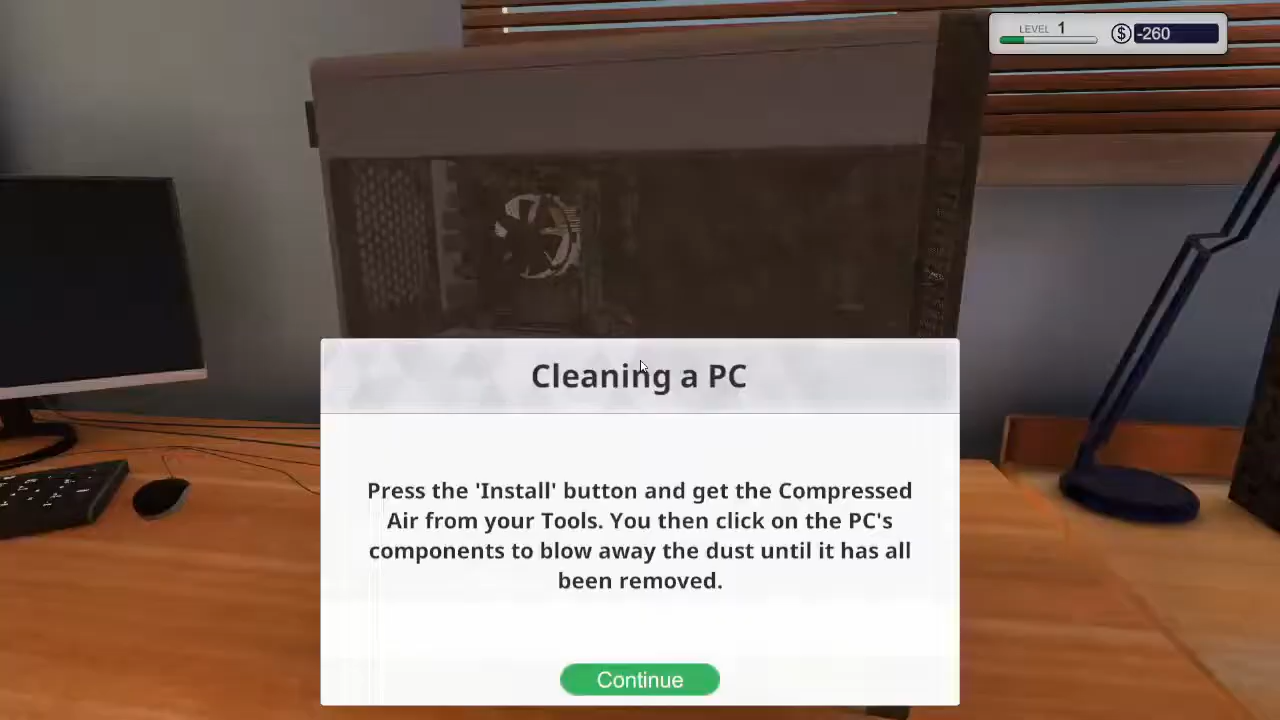 LEVEL 1
$ -260
Cleaning a PC
Press the 'Install' button and get the Compressed
Air from your Tools. You then click on the PC's
components to blow away the dust until it has all
been removed.
Continue